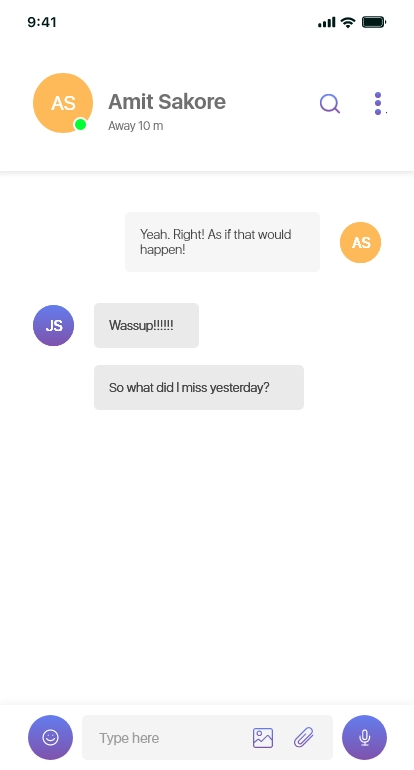 9:41
AS
Amit Sakore
Away 10 m
Yeah. Right! As if that would
happen!
AS
JS
Wassup!!!!!!
So what did I miss yesterday?
Type here